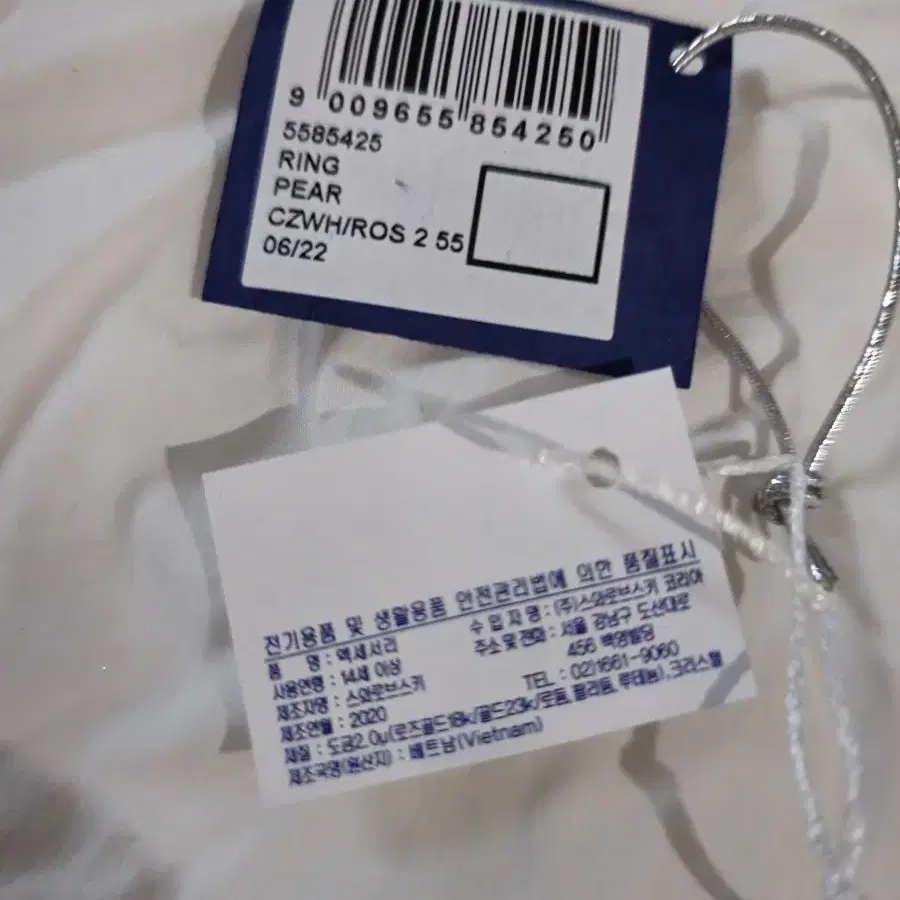 9 009655 854250
5585425
RING
PEAR
CZWH/ROS 2 55
06/22
전기용품 및 생활용품 안전관리법에 의한 품질표시
품 명 : 액세서리
사용연령 : 14세 이상
제조자명 : 스와로브스키
제조연월 : 2020
수 입 자 명 : (주)스와로브스키 코리아
주소 및 전화 : 서울 강남구 도산대로
456 백영빌딩
TEL : 02)1661-9060
재질 : 도금2.0μ(로즈골드18k/골드23k/로듐,팔라듐,루테늄),크리스탈
제조국명(원산지) : 베트남(Vietnam)